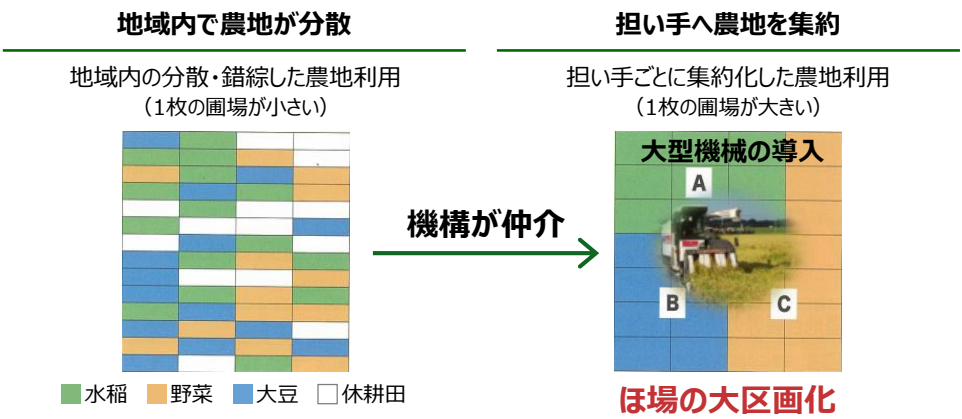 地域内で農地が分散
地域内の分散・錯綜した農地利用
（1枚の圃場が小さい）
水稲 野菜 大豆 休耕田
機構が仲介
担い手へ農地を集約
担い手ごとに集約化した農地利用
（1枚の圃場が大きい）
大型機械の導入
A
B
C
ほ場の大区画化